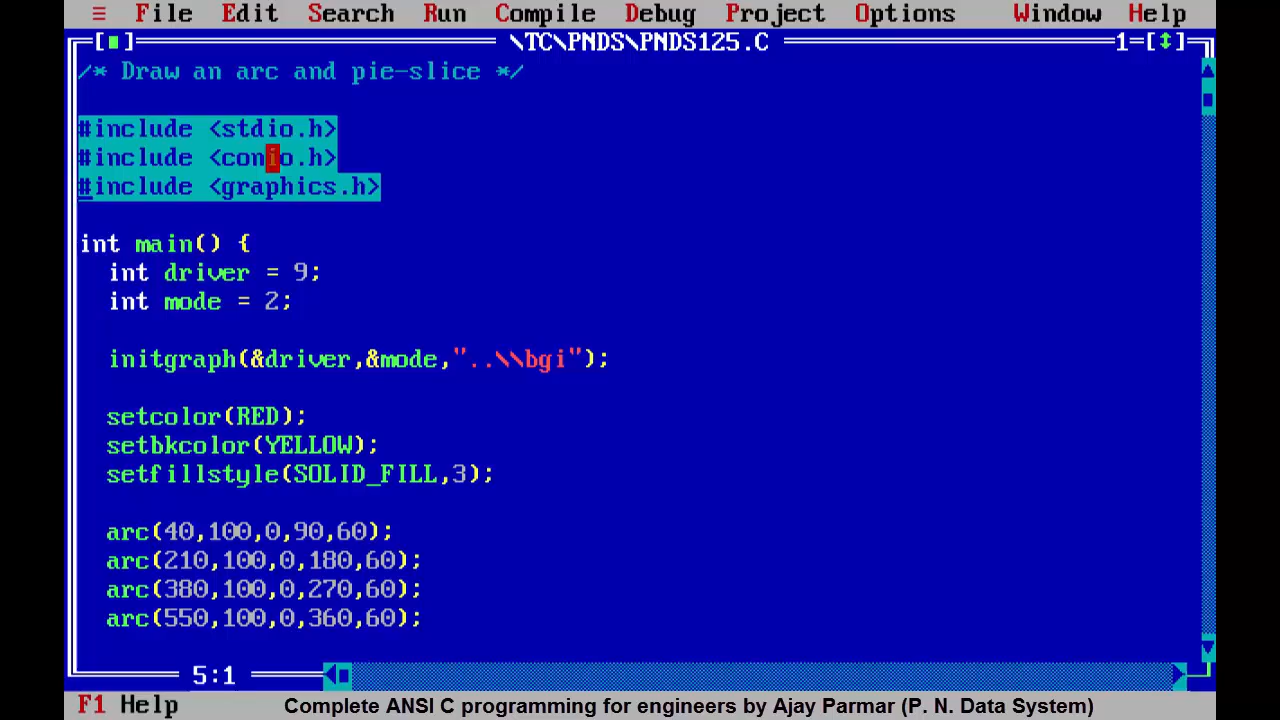 ≡ File Edit Search Run Compile Debug Project Options Window Help
[■] \TC\PNDS\PNDS125.C 1=[↕]
/* Draw an arc and pie-slice */
#include <stdio.h>
#include <conio.h>
#include <graphics.h>
int main() {
int driver = 9;
int mode = 2;
initgraph(&driver,&mode,"..\\bgi");
setcolor(RED);
setbkcolor(YELLOW);
setfillstyle(SOLID_FILL,3);
arc(40,100,0,90,60);
arc(210,100,0,180,60);
arc(380,100,0,270,60);
arc(550,100,0,360,60);
5:1
F1 Help Complete ANSI C programming for engineers by Ajay Parmar (P. N. Data System)